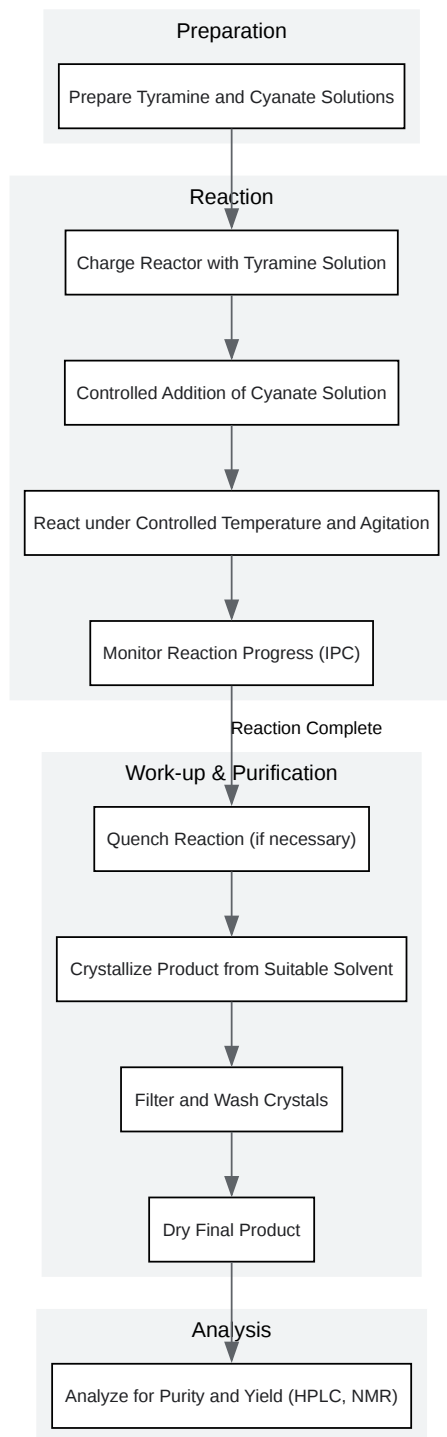 Preparation
Prepare Tyramine and Cyanate Solutions
Reaction
Charge Reactor with Tyramine Solution
Controlled Addition of Cyanate Solution
React under Controlled Temperature and Agitation
Monitor Reaction Progress (IPC)
Reaction Complete
Work-up & Purification
Quench Reaction (if necessary)
Crystallize Product from Suitable Solvent
Filter and Wash Crystals
Dry Final Product
Analysis
Analyze for Purity and Yield (HPLC, NMR)